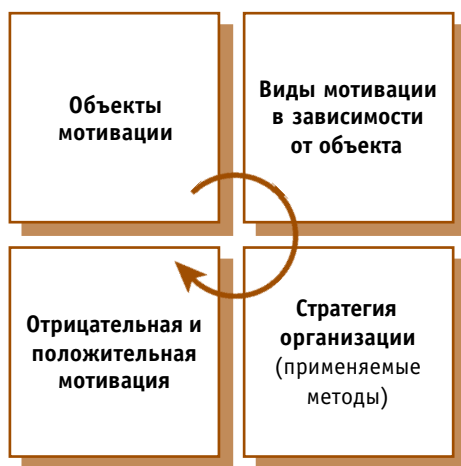 Объекты
мотивации
Виды мотивации
в зависимости
от объекта
Отрицательная и
положительная
мотивация
Стратегия
организации
(применяемые
методы)